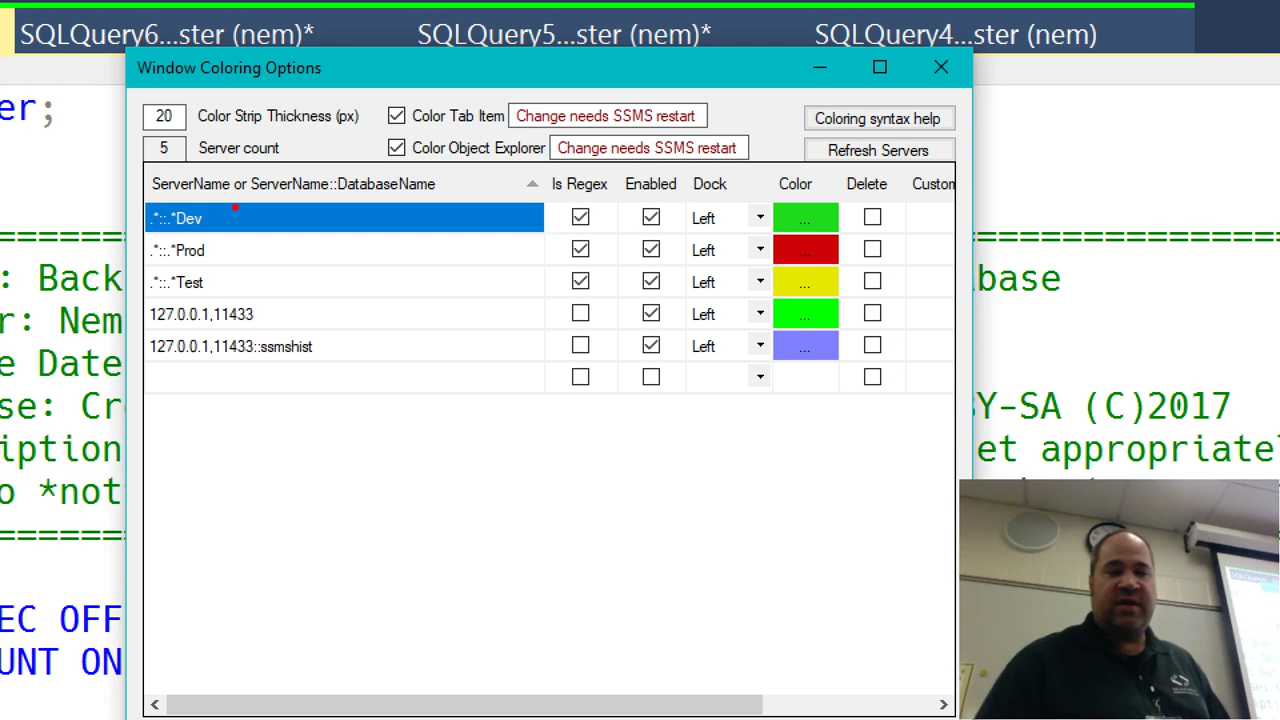 SQLQuery6...ster (nem)* SQLQuery5...ster (nem)* SQLQuery4...ster (nem)
Window Coloring Options
20 Color Strip Thickness (px) Color Tab Item Change needs SSMS restart Coloring syntax help
5 Server count Color Object Explorer Change needs SSMS restart Refresh Servers
ServerName or ServerName::DatabaseName Is Regex Enabled Dock Color Delete Custom
.*::.*Dev Left ...
.*::.*Prod Left ...
.*::.*Test Left ...
127.0.0.1,11433 Left ...
127.0.0.1,11433::ssmshist Left ...
er;
: Back base
r: Nem
e Date
se: Cr Y-SA (C)2017
iption et appropriate
o *not
EC OFF
UNT ON